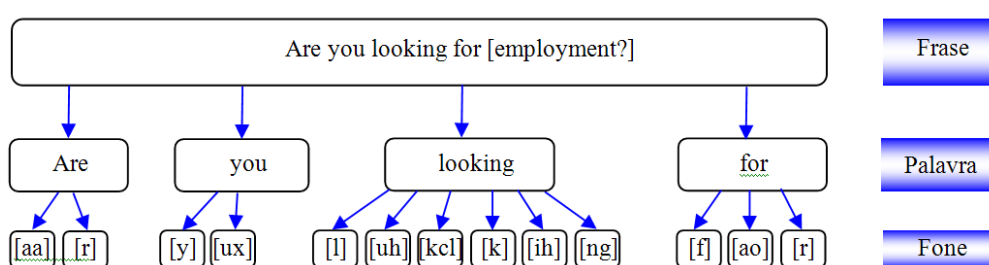 Are you looking for [employment?] Frase
Are you looking for Palavra
[aa] [r] [y] [ux] [l] [uh] [kcl] [k] [ih] [ng] [f] [ao] [r] Fone